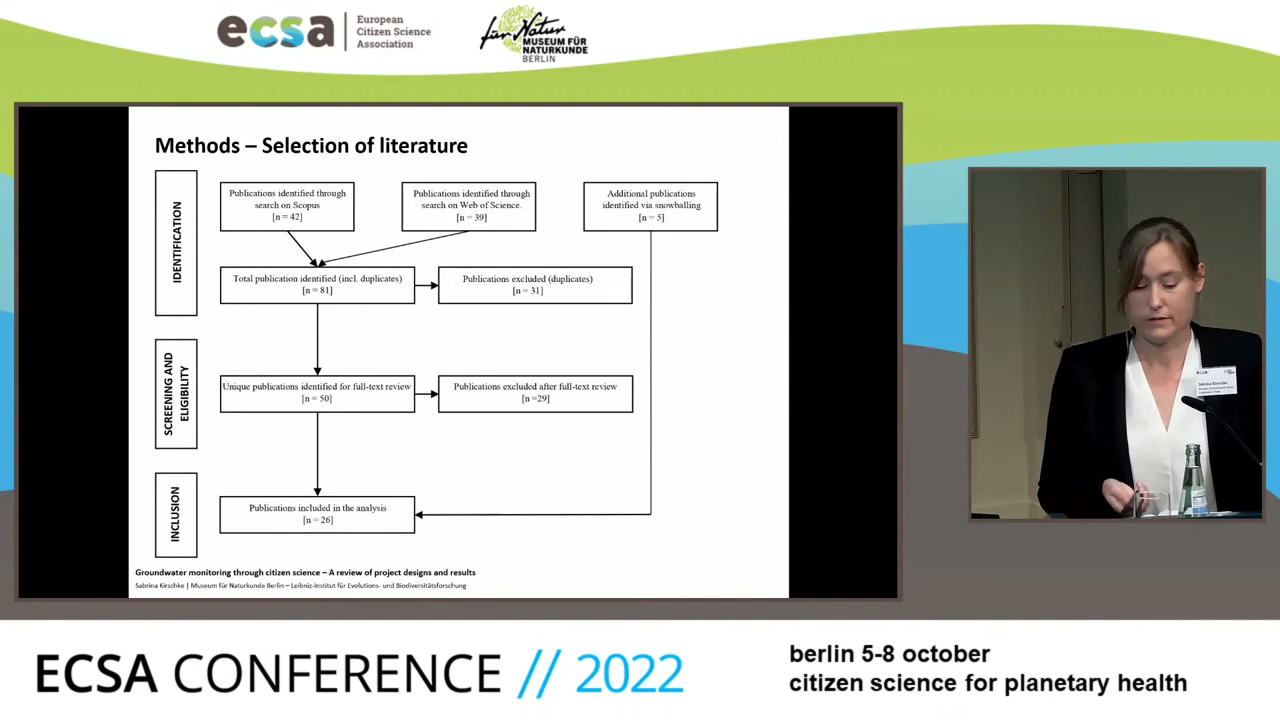 ecsa
European
Citizen Science
Association
für Natur
MUSEUM FÜR
NATURKUNDE
BERLIN
Methods – Selection of literature
IDENTIFICATION
Publications identified through
search on Scopus
[n = 42]
Publications identified through
search on Web of Science.
[n = 39]
Additional publications
identified via snowballing
[n = 5]
Total publication identified (incl. duplicates)
[n = 81]
Publications excluded (duplicates)
[n = 31]
SCREENING AND
ELIGIBILITY
Unique publications identified for full-text review
[n = 50]
Publications excluded after full-text review
[n =29]
INCLUSION
Publications included in the analysis
[n = 26]
Groundwater monitoring through citizen science – A review of project designs and results
Sabrina Kirschke | Museum für Naturkunde Berlin – Leibniz-Institut für Evolutions- und Biodiversitätsforschung
ecsa
Sabrina Kirschke
ECSA CONFERENCE // 2022
berlin 5-8 october
citizen science for planetary health